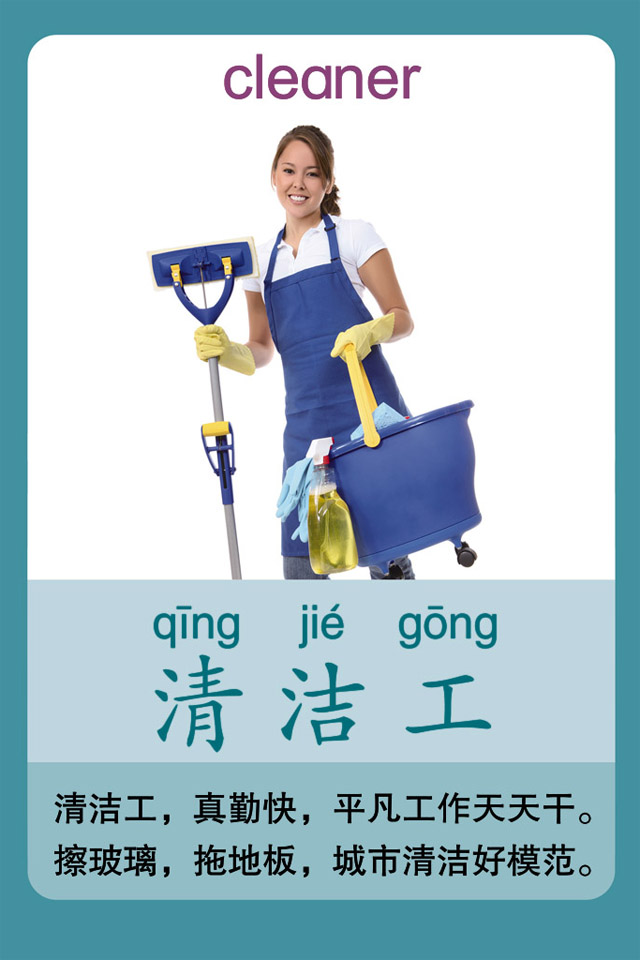 cleaner
qīng jié gōng
清洁工
清洁工，真勤快，平凡工作天天干。
擦玻璃，拖地板，城市清洁好模范。